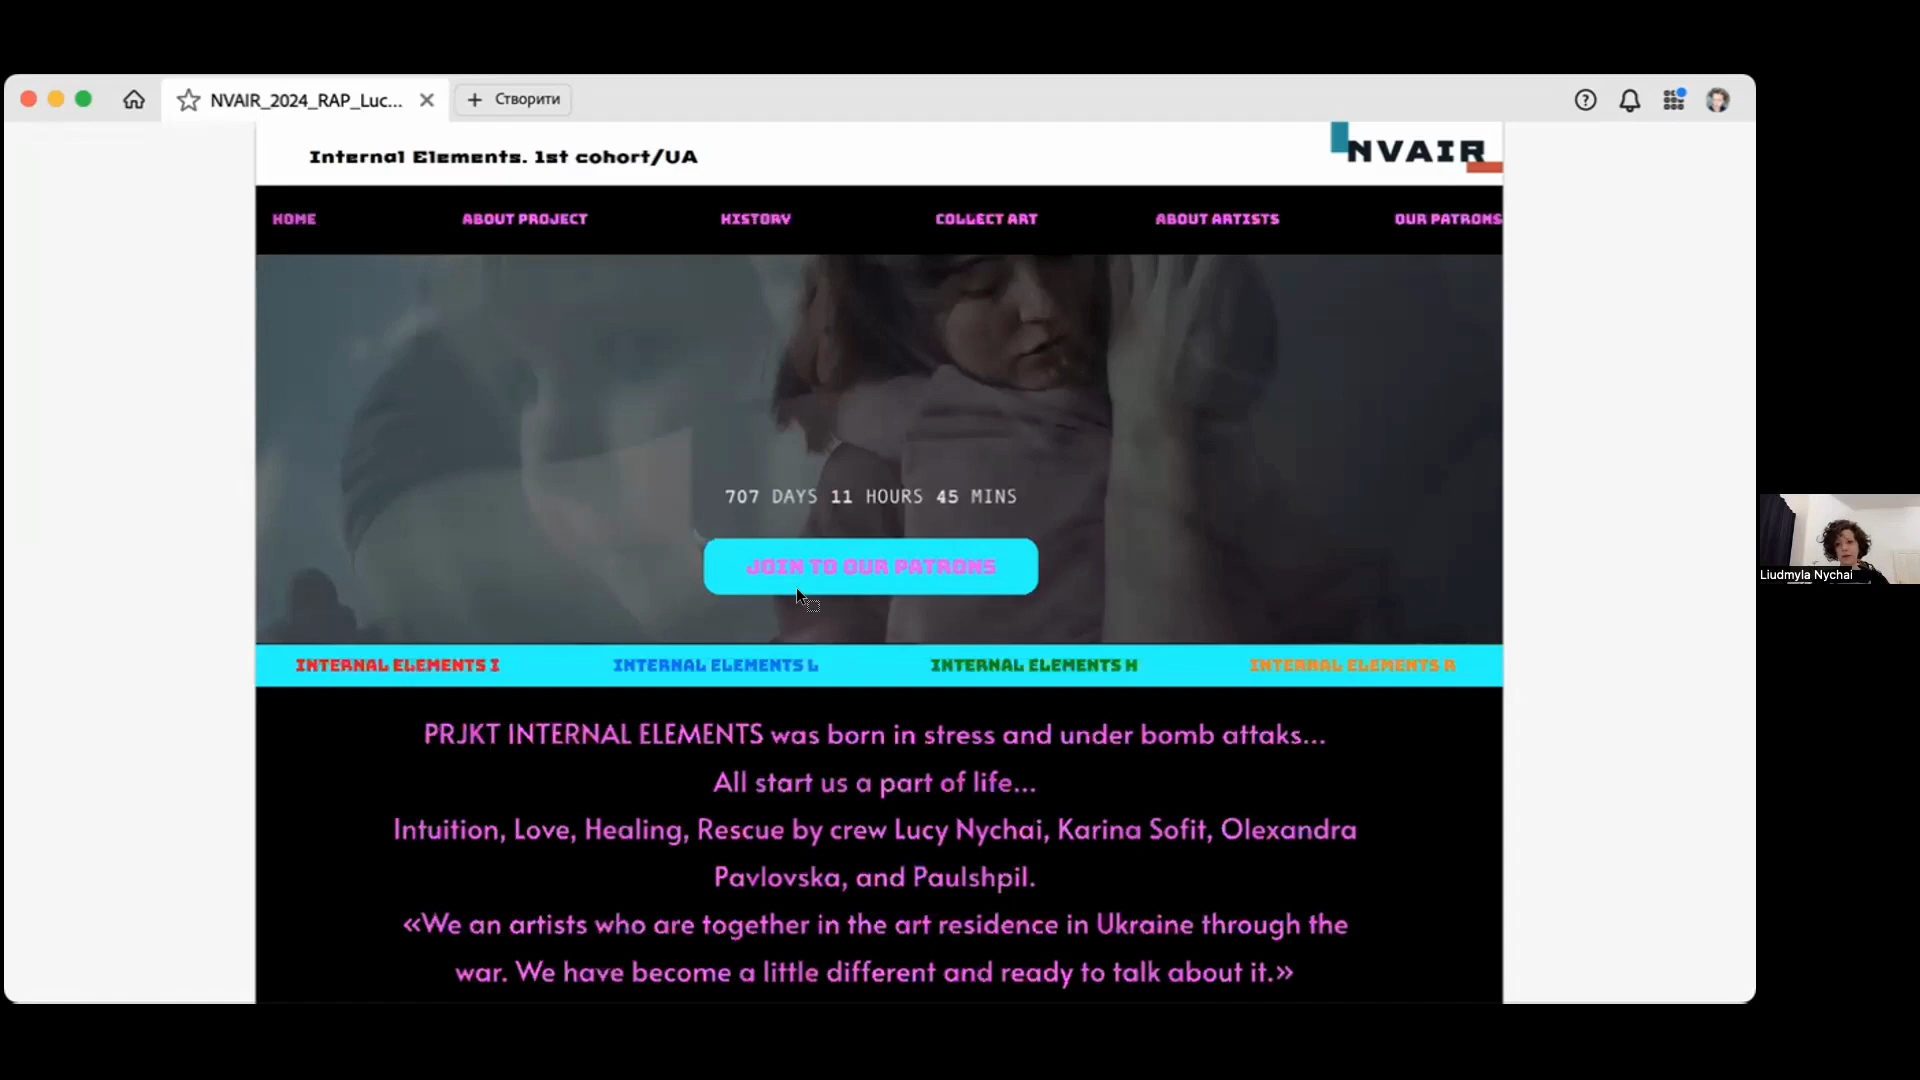 NVAIR_2024_RAP_Luc...
Створити
Internal Elements. 1st cohort/UA
NVAIR
HOME
ABOUT PROJECT
HISTORY
COLLECT ART
ABOUT ARTISTS
OUR PATRONS
707 DAYS 11 HOURS 45 MINS
JOIN TO OUR PATRONS
INTERNAL ELEMENTS I
INTERNAL ELEMENTS L
INTERNAL ELEMENTS H
INTERNAL ELEMENTS R
PRJKT INTERNAL ELEMENTS was born in stress and under bomb attaks...
All start us a part of life...
Intuition, Love, Healing, Rescue by crew Lucy Nychai, Karina Sofit, Olexandra
Pavlovska, and Paulshpil.
«We an artists who are together in the art residence in Ukraine through the
war. We have become a little different and ready to talk about it.»
Liudmyla Nychai